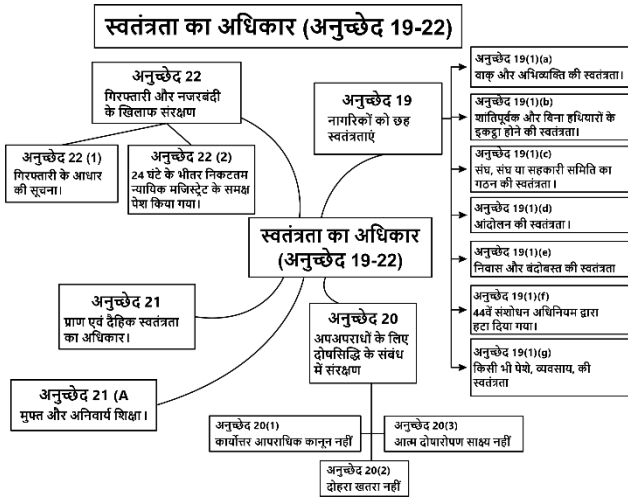 स्वतंत्रता का अधिकार (अनुच्छेद 19-22)
अनुच्छेद 22
गिरफ्तारी और नजरबंदी
के खिलाफ संरक्षण
अनुच्छेद 22 (1)
गिरफ्तारी के आधार
की सूचना।
अनुच्छेद 22 (2)
24 घंटे के भीतर निकटतम
न्यायिक मजिस्ट्रेट के समक्ष
पेश किया गया।
अनुच्छेद 19
नागरिकों को छह
स्वतंत्रताएं
अनुच्छेद 19(1)(a)
वाक् और अभिव्यक्ति की स्वतंत्रता।
अनुच्छेद 19(1)(b)
शांतिपूर्वक और बिना हथियारों के
इकट्ठा होने की स्वतंत्रता।
अनुच्छेद 19(1)(c)
संघ, संघ या सहकारी समिति का
गठन की स्वतंत्रता।
अनुच्छेद 19(1)(d)
आंदोलन की स्वतंत्रता।
अनुच्छेद 19(1)(e)
निवास और बंदोबस्त की स्वतंत्रता
अनुच्छेद 19(1)(f)
44वें संशोधन अधिनियम द्वारा
हटा दिया गया।
अनुच्छेद 19(1)(g)
किसी भी पेशे, व्यवसाय, की
स्वतंत्रता
स्वतंत्रता का अधिकार
(अनुच्छेद 19-22)
अनुच्छेद 21
प्राण एवं दैहिक स्वतंत्रता
का अधिकार।
अनुच्छेद 21 (A
मुफ्त और अनिवार्य शिक्षा।
अनुच्छेद 20
अपअपराधों के लिए
दोषसिद्धि के संबंध
में संरक्षण
अनुच्छेद 20(1)
कार्योत्तर आपराधिक कानून नहीं
अनुच्छेद 20(3)
आत्म दोषारोपण साक्ष्य नहीं
अनुच्छेद 20(2)
दोहरा खतरा नहीं